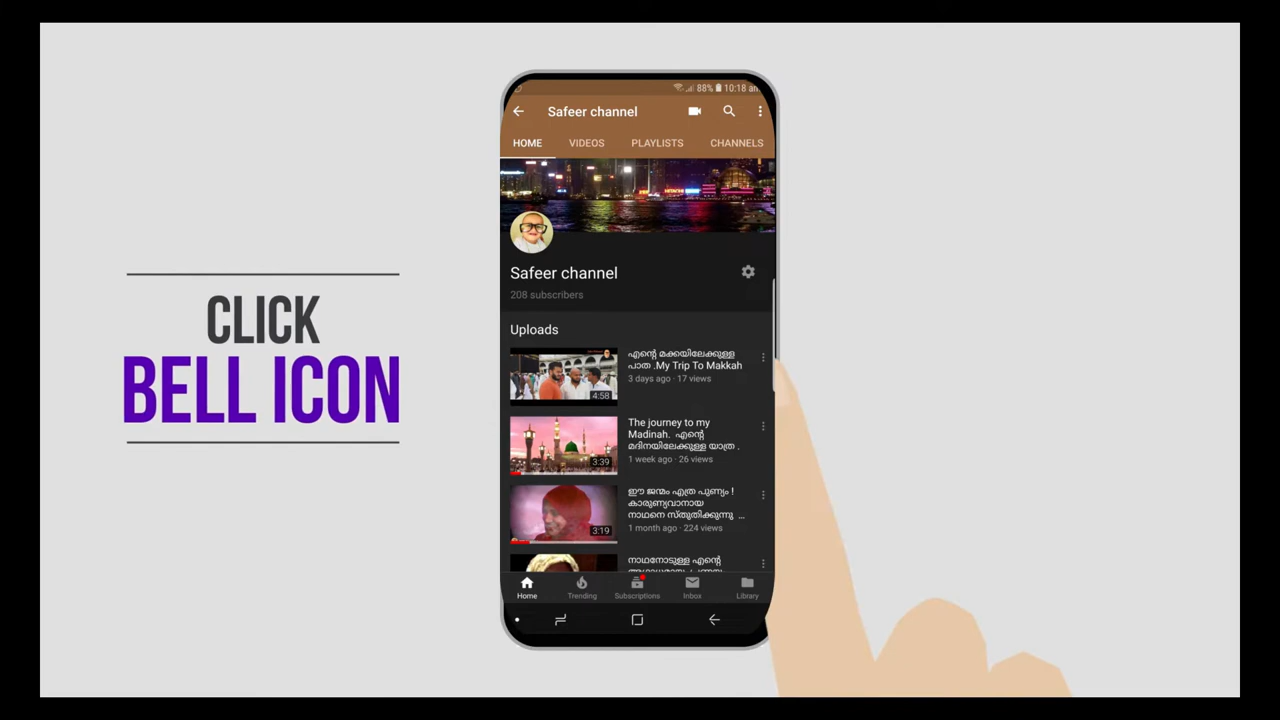 88% 10:18 am
Safeer channel
HOME VIDEOS PLAYLISTS CHANNELS
HITACHI
Safeer channel
208 subscribers
Uploads
CLICK
BELL ICON
എന്റെ മക്കയിലേക്കുള്ള
പാത .My Trip To Makkah
3 days ago · 17 views
4:58
The journey to my
Madinah. എന്റെ
മദിനയിലേക്കുള്ള യാത്ര .
1 week ago · 26 views
3:39
ഈ ജന്മം എത്ര പുണ്യം !
കാരുണ്യവാനായ
നാഥനെ സ്തുതിക്കുന്നു ...
1 month ago · 224 views
3:19
നാഥനോടുള്ള എന്റെ
Home Trending Subscriptions Inbox Library